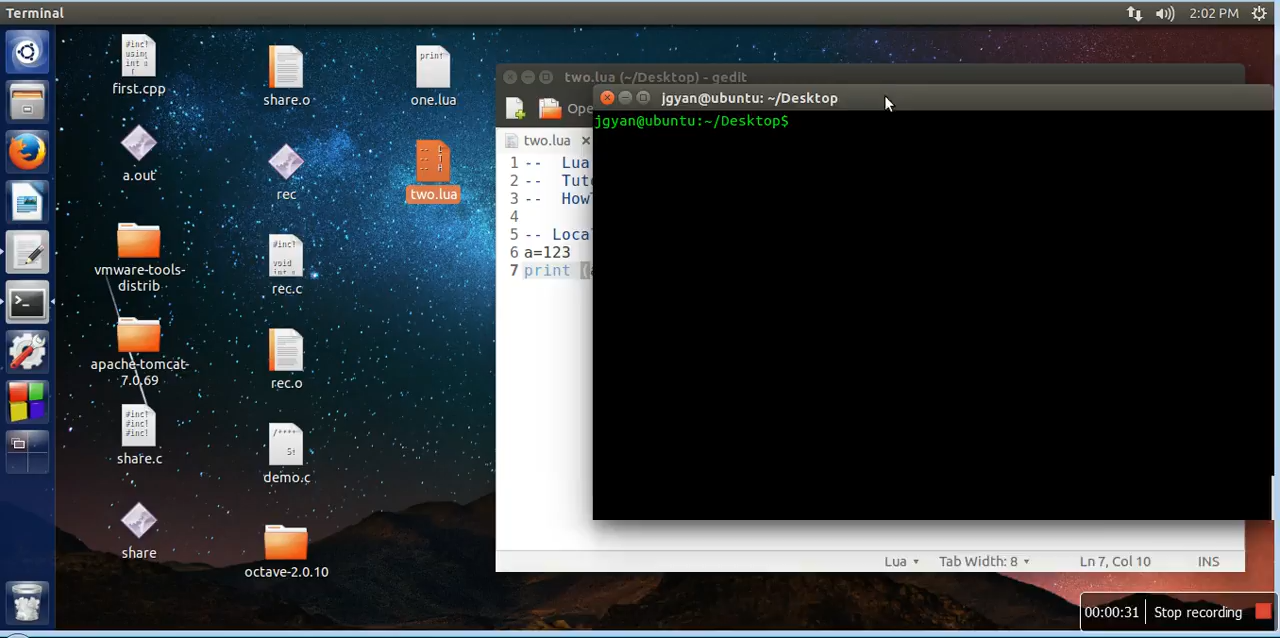 Terminal
2:02 PM
first.cpp
a.out
vmware-tools-
distrib
apache-tomcat-
7.0.69
share.c
share
share.o
rec
rec.c
rec.o
demo.c
octave-2.0.10
one.lua
two.lua
two.lua (~/Desktop) - gedit
Ope
two.lua
1 -- Lua
2 -- Tut
3 -- How
4
5 -- Loca
6 a=123
7 print (
jgyan@ubuntu: ~/Desktop
jgyan@ubuntu:~/Desktop$
Lua
Tab Width: 8
Ln 7, Col 10
INS
00:00:31
Stop recording